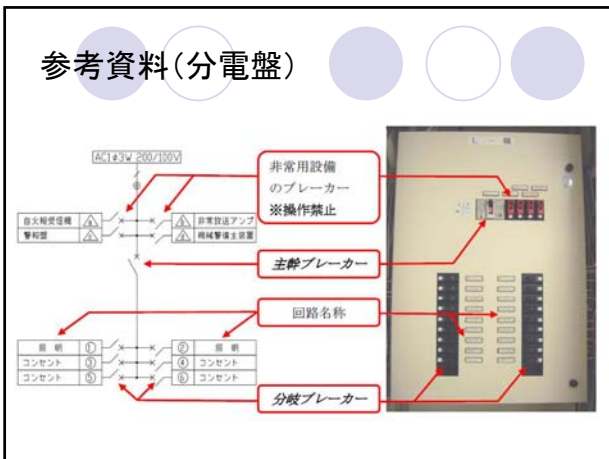 参考資料(分電盤)
AC1φ3W 200/100V
非常用設備
のブレーカー
※操作禁止
自火報受信機
非常放送アンプ
警報盤
機械警備主装置
主幹ブレーカー
回路名称
照 明 ① ② 照 明
コンセント ③ ④ コンセント
コンセント ⑤ ⑥ コンセント
分岐ブレーカー